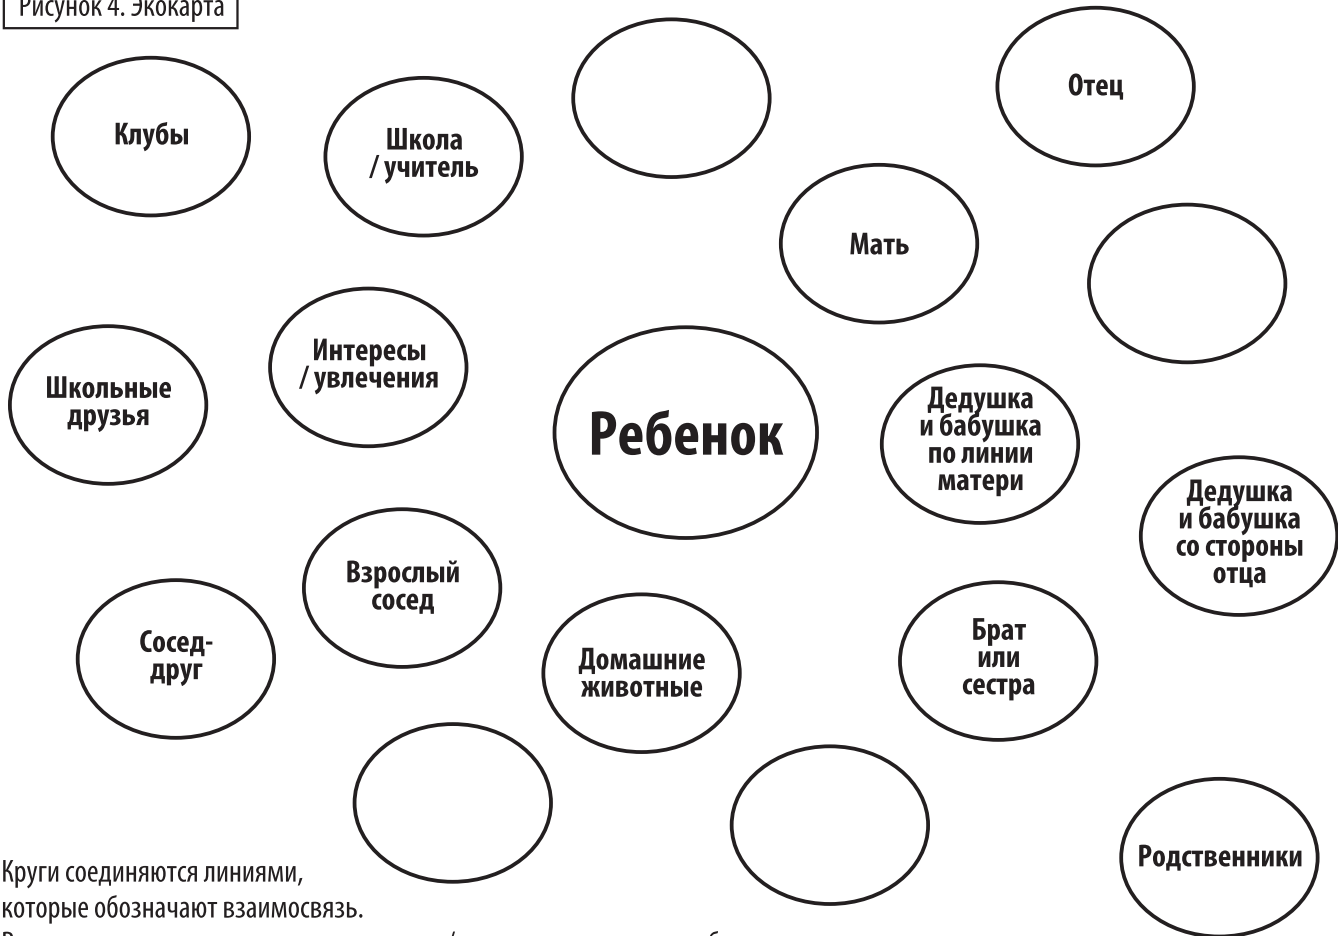 Рисунок 4. Экокарта
Клубы
Школа
/ учитель
Отец
Мать
Интересы
/ увлечения
Школьные
друзья
Ребенок
Дедушка
и бабушка
по линии
матери
Дедушка
и бабушка
со стороны
отца
Взрослый
сосед
Сосед-
друг
Домашние
животные
Брат
или
сестра
Родственники
Круги соединяются линиями,
которые обозначают взаимосвязь.